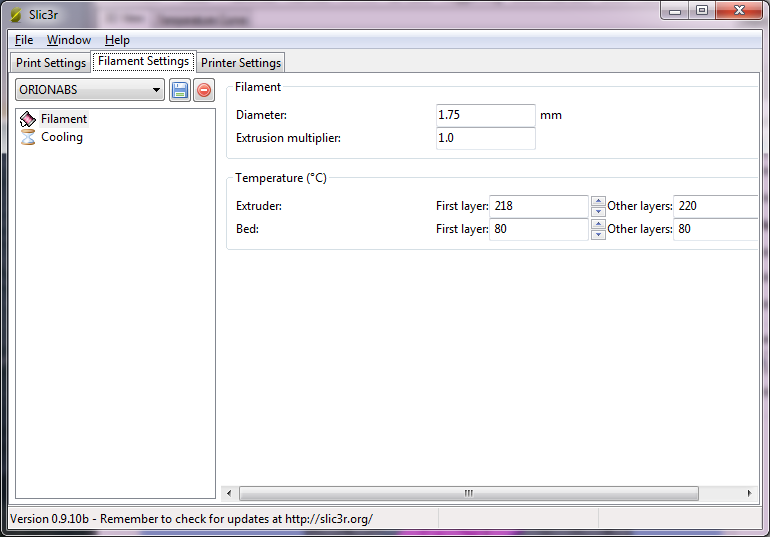 Slic3r
File Window Help
Print Settings Filament Settings Printer Settings
ORIONABS
Filament
Cooling
Filament
Diameter: 1.75 mm
Extrusion multiplier: 1.0
Temperature (°C)
Extruder: First layer: 218 Other layers: 220
Bed: First layer: 80 Other layers: 80
Version 0.9.10b - Remember to check for updates at http://slic3r.org/